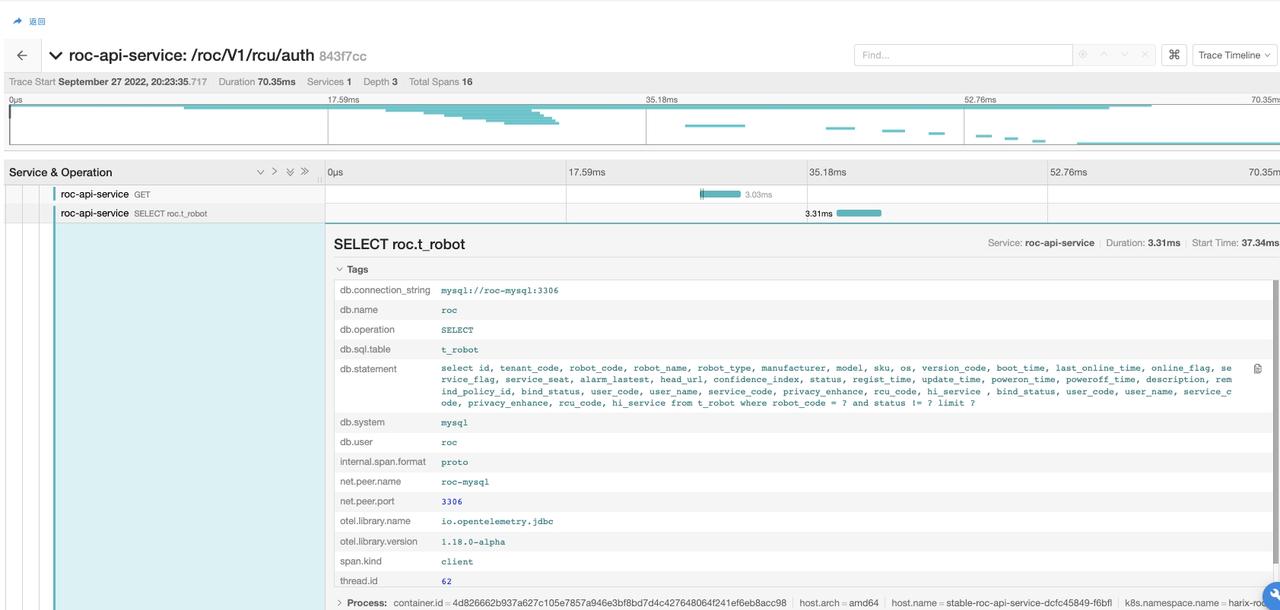 返回
roc-api-service: /roc/V1/rcu/auth 843f7cc
Find...
⌘
Trace Timeline
Trace Start September 27 2022, 20:23:35.717 Duration 70.35ms Services 1 Depth 3 Total Spans 16
0μs 17.59ms 35.18ms 52.76ms 70.35ms
Service & Operation 0μs 17.59ms 35.18ms 52.76ms 70.35m
roc-api-service GET 3.03ms
roc-api-service SELECT roc.t_robot 3.31ms
SELECT roc.t_robot Service: roc-api-service Duration: 3.31ms Start Time: 37.34ms
Tags
db.connection_string mysql://roc-mysql:3306
db.name roc
db.operation SELECT
db.sql.table t_robot
db.statement select id, tenant_code, robot_code, robot_name, robot_type, manufacturer, model, sku, os, version_code, boot_time, last_online_time, online_flag, se
rvice_flag, service_seat, alarm_lastest, head_url, confidence_index, status, regist_time, update_time, poweron_time, poweroff_time, description, rem
ind_policy_id, bind_status, user_code, user_name, service_code, privacy_enhance, rcu_code, hi_service , bind_status, user_code, user_name, service_c
ode, privacy_enhance, rcu_code, hi_service from t_robot where robot_code = ? and status != ? limit ?
db.system mysql
db.user roc
internal.span.format proto
net.peer.name roc-mysql
net.peer.port 3306
otel.library.name io.opentelemetry.jdbc
otel.library.version 1.18.0-alpha
span.kind client
thread.id 62
Process: container.id = 4d826662b937a627c105e7857a946e3bf8bd7d4c427648064f241ef6eb8acc98 host.arch = amd64 host.name = stable-roc-api-service-dcfc45849-f6bfl k8s.namespace.name = harix-roc